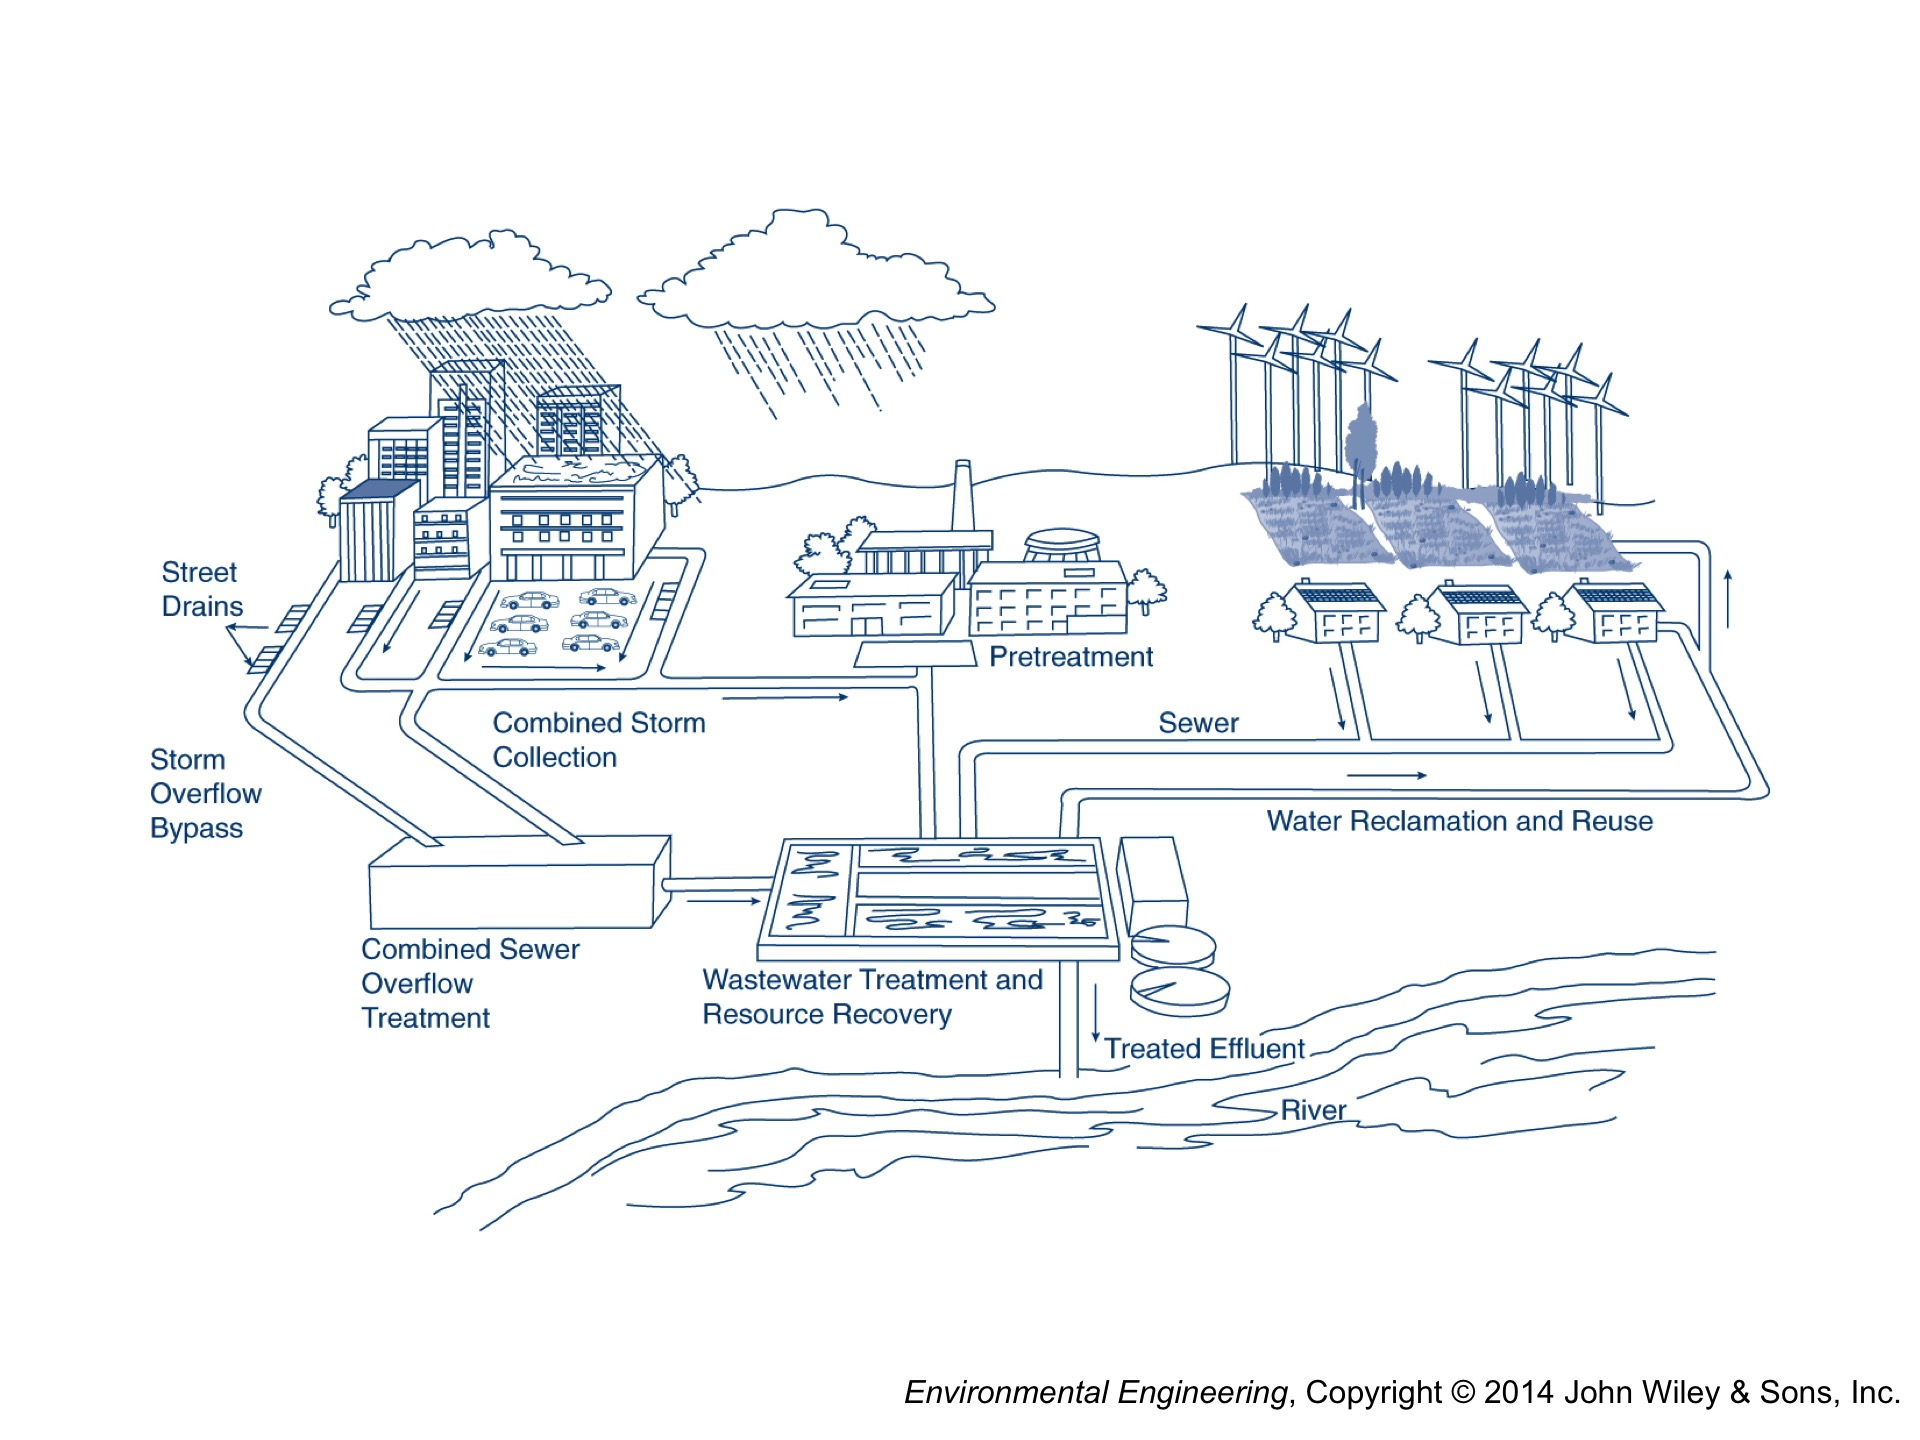 Street
Drains
Pretreatment
Combined Storm
Collection
Sewer
Storm
Overflow
Bypass
Water Reclamation and Reuse
Combined Sewer
Overflow
Treatment
Wastewater Treatment and
Resource Recovery
Treated Effluent
River
Environmental Engineering, Copyright © 2014 John Wiley & Sons, Inc.